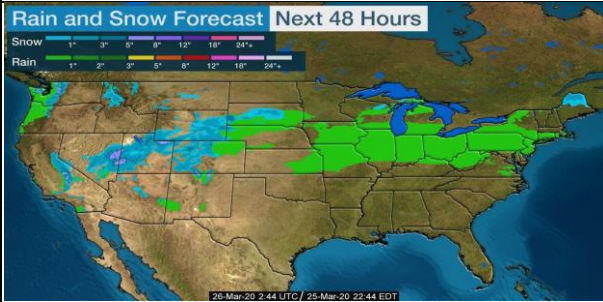 Rain and Snow Forecast Next 48 Hours
Snow 1" 3" 5" 8" 12" 18" 24"+
Rain 1" 2" 3" 5" 8" 12" 18" 24"+
26-Mar-20 2:44 UTC / 25-Mar-20 22:44 EDT